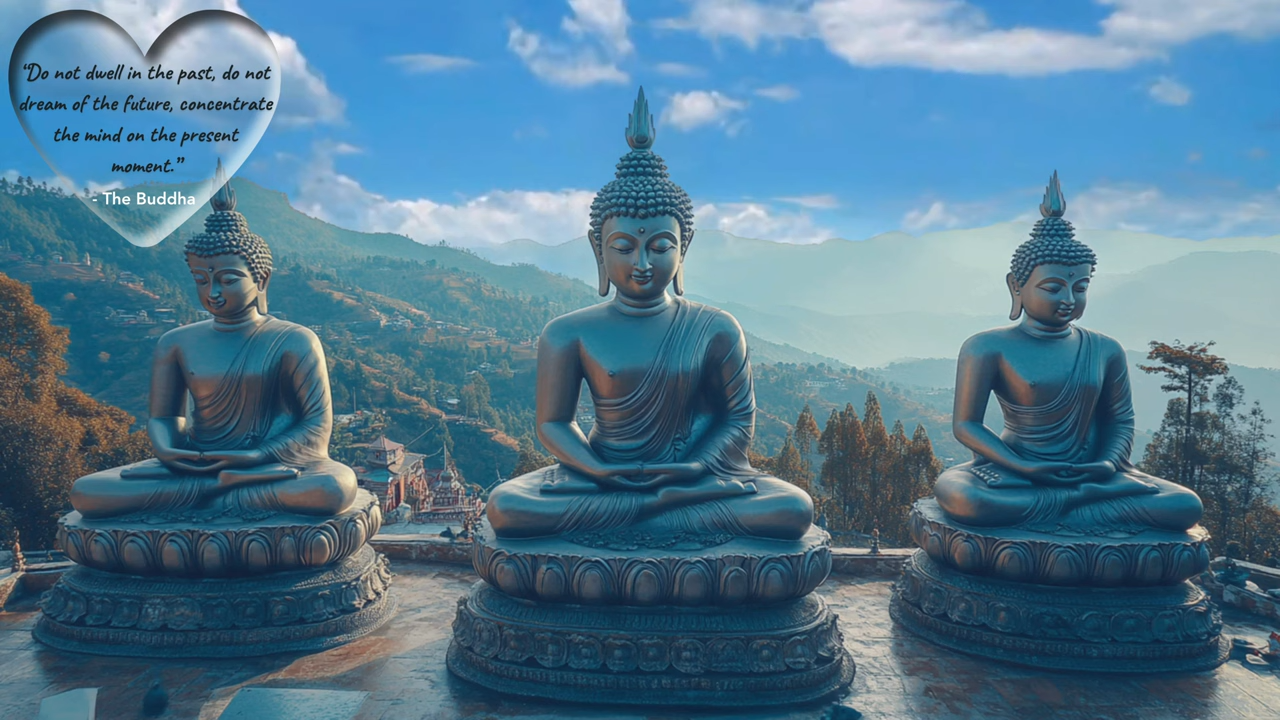 “Do not dwell in the past, do not
dream of the future, concentrate
the mind on the present
moment.”
- The Buddha